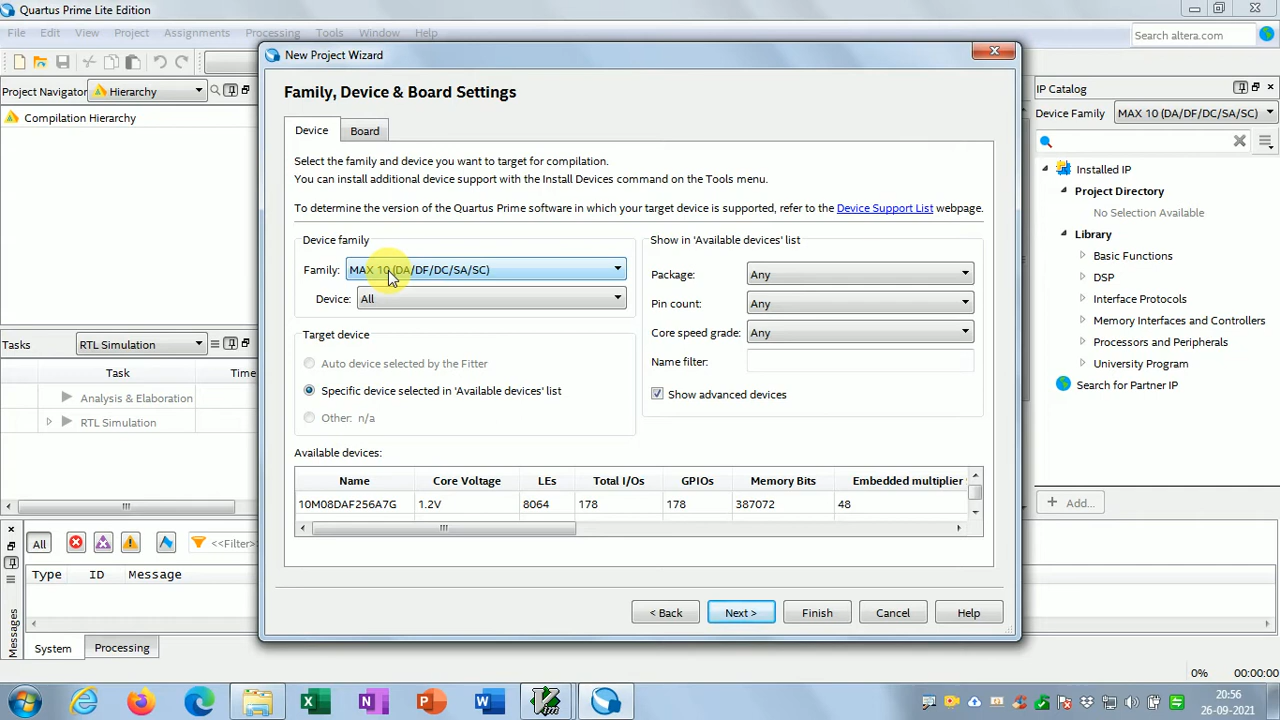 Quartus Prime Lite Edition
File Edit View Project Assignments Processing Tools Window Help
Search altera.com
Project Navigator Hierarchy
Compilation Hierarchy
Tasks RTL Simulation
Task Time
Analysis & Elaboration
RTL Simulation
All <<Filter>
Type ID Message
Messages
System Processing
New Project Wizard
Family, Device & Board Settings
Device Board
Select the family and device you want to target for compilation.
You can install additional device support with the Install Devices command on the Tools menu.
To determine the version of the Quartus Prime software in which your target device is supported, refer to the Device Support List webpage.
Device family
Family: MAX 10 (DA/DF/DC/SA/SC)
Device: All
Target device
Auto device selected by the Fitter
Specific device selected in 'Available devices' list
Other: n/a
Show in 'Available devices' list
Package: Any
Pin count: Any
Core speed grade: Any
Name filter:
Show advanced devices
Available devices:
Name Core Voltage LEs Total I/Os GPIOs Memory Bits Embedded multiplier
10M08DAF256A7G 1.2V 8064 178 178 387072 48
< Back Next > Finish Cancel Help
IP Catalog
Device Family MAX 10 (DA/DF/DC/SA/SC)
Installed IP
Project Directory
No Selection Available
Library
Basic Functions
DSP
Interface Protocols
Memory Interfaces and Controllers
Processors and Peripherals
University Program
Search for Partner IP
+ Add...
0% 00:00:00
20:56
26-09-2021